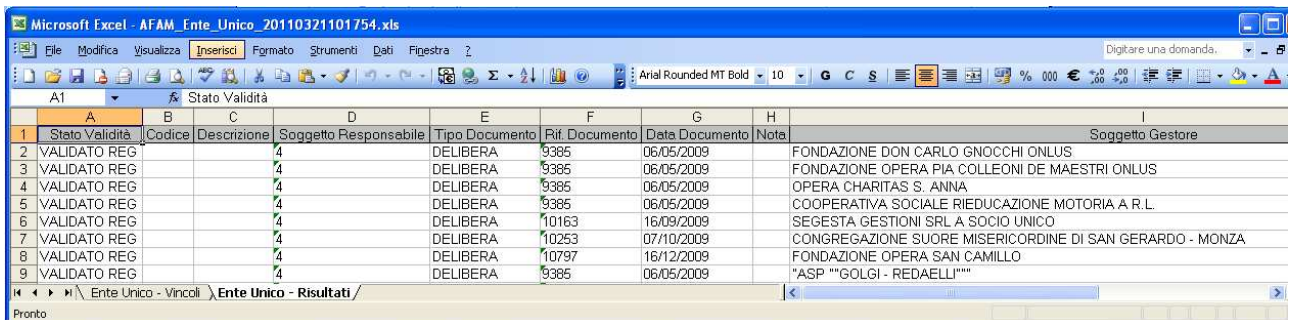 Microsoft Excel - AFAM_Ente_Unico_20110321101754.xls
File Modifica Visualizza Inserisci Formato Strumenti Dati Finestra ? Digitare una domanda.
Arial Rounded MT Bold 10 G C S % 000 €
A1 fx Stato Validità
A B C D E F G H I
1 Stato Validità Codice Descrizione Soggetto Responsabile Tipo Documento Rif. Documento Data Documento Nota Soggetto Gestore
2 VALIDATO REG 4 DELIBERA 9385 06/05/2009 FONDAZIONE DON CARLO GNOCCHI ONLUS
3 VALIDATO REG 4 DELIBERA 9385 06/05/2009 FONDAZIONE OPERA PIA COLLEONI DE MAESTRI ONLUS
4 VALIDATO REG 4 DELIBERA 9385 06/05/2009 OPERA CHARITAS S. ANNA
5 VALIDATO REG 4 DELIBERA 9385 06/05/2009 COOPERATIVA SOCIALE RIEDUCAZIONE MOTORIA A R.L.
6 VALIDATO REG 4 DELIBERA 10163 16/09/2009 SEGESTA GESTIONI SRL A SOCIO UNICO
7 VALIDATO REG 4 DELIBERA 10253 07/10/2009 CONGREGAZIONE SUORE MISERICORDINE DI SAN GERARDO - MONZA
8 VALIDATO REG 4 DELIBERA 10797 16/12/2009 FONDAZIONE OPERA SAN CAMILLO
9 VALIDATO REG 4 DELIBERA 9385 06/05/2009 "ASP ""GOLGI - REDAELLI"""
Ente Unico - Vincoli Ente Unico - Risultati
Pronto